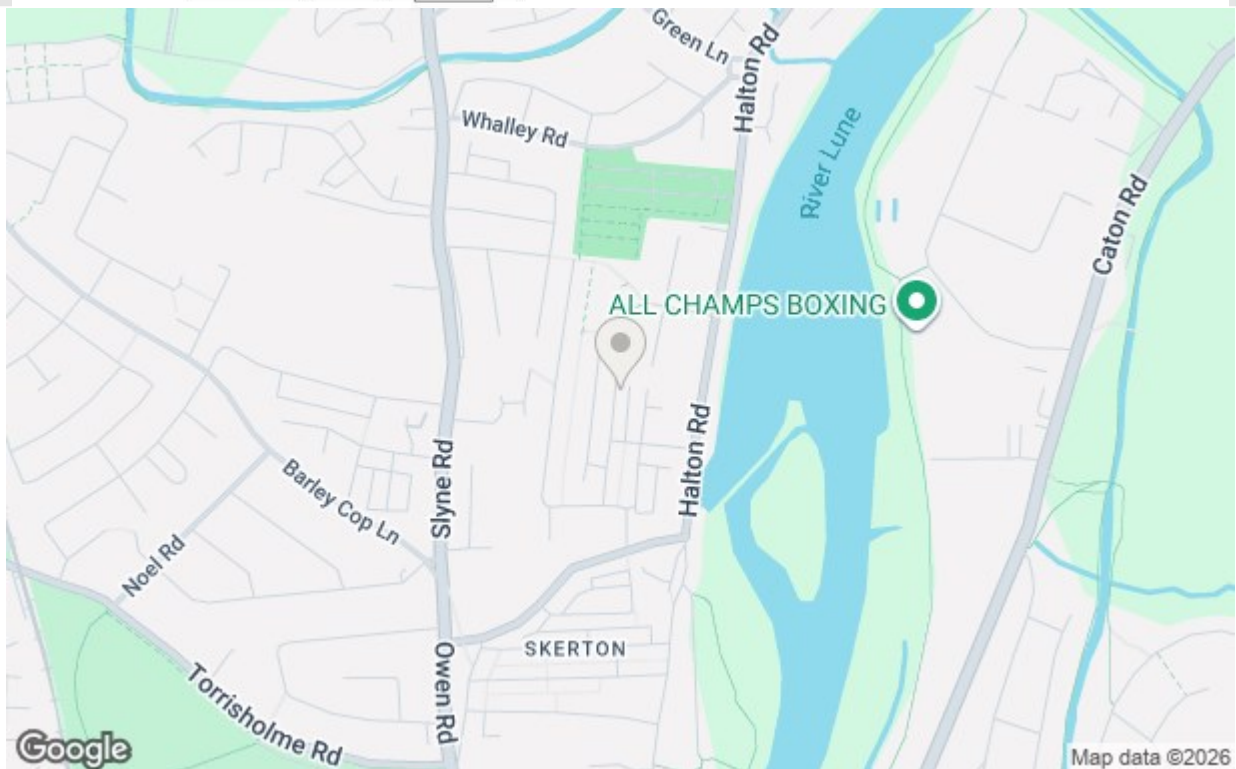 Green Ln
Halton Rd
Whalley Rd
River Lune
Caton Rd
ALL CHAMPS BOXING
Halton Rd
Slyne Rd
Barley Cop Ln
Noel Rd
SKERTON
Owen Rd
Torrisholme Rd
Google
Map data ©2026